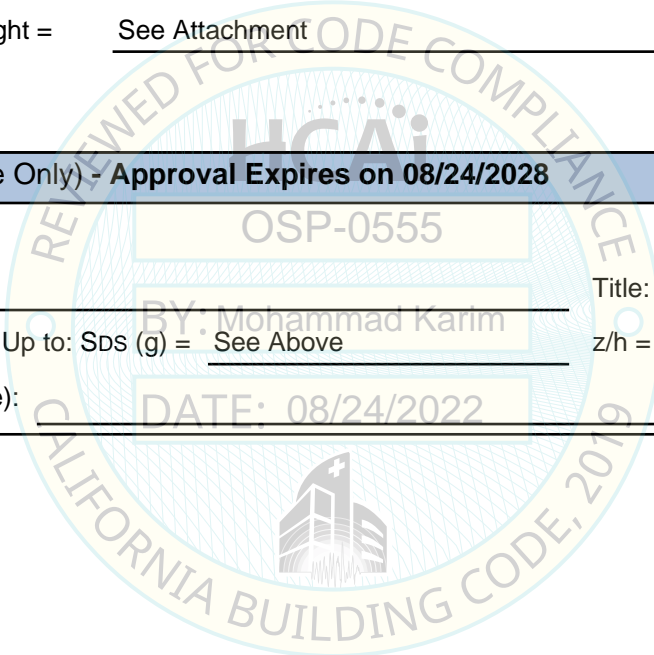 ght = See Attachment
REVIEWED FOR CODE COMPLIANCE
HCAi
e Only) - Approval Expires on 08/24/2028
OSP-0555
Title:
BY: Mohammad Karim
Up to: SDS (g) = See Above z/h =
e):
DATE: 08/24/2022
CALIFORNIA BUILDING CODE, 2019